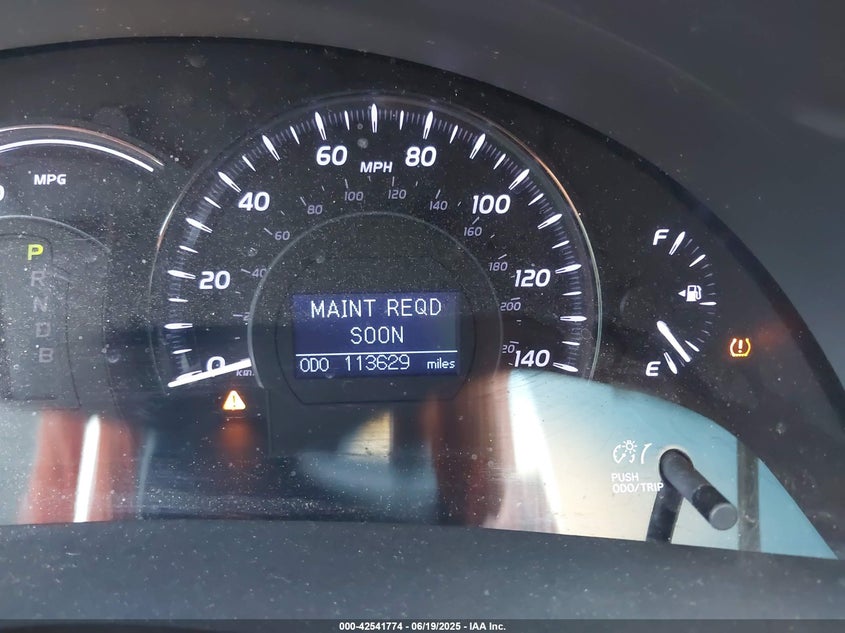 MPG
P
R
N
D
B
0
20
40
60
80
100
120
140
MPH
km/h
40
60
80
100
120
140
160
180
200
MAINT REQD
SOON
ODO 113629 miles
F
E
PUSH
ODO/TRIP
000-42541774 - 06/19/2025 - IAA Inc.